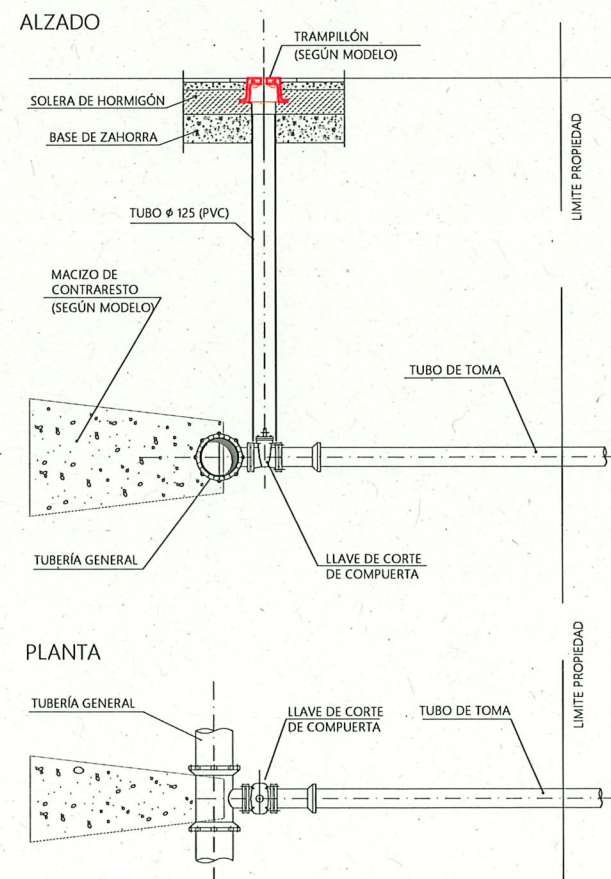 ALZADO
TRAMPILLÓN
(SEGÚN MODELO)
SOLERA DE HORMIGÓN
BASE DE ZAHORRA
LIMITE PROPIEDAD
TUBO ϕ 125 (PVC)
MACIZO DE
CONTRARESTO
(SEGÚN MODELO)
TUBO DE TOMA
TUBERÍA GENERAL
LLAVE DE CORTE
DE COMPUERTA
PLANTA
LIMITE PROPIEDAD
TUBERÍA GENERAL
LLAVE DE CORTE
DE COMPUERTA
TUBO DE TOMA